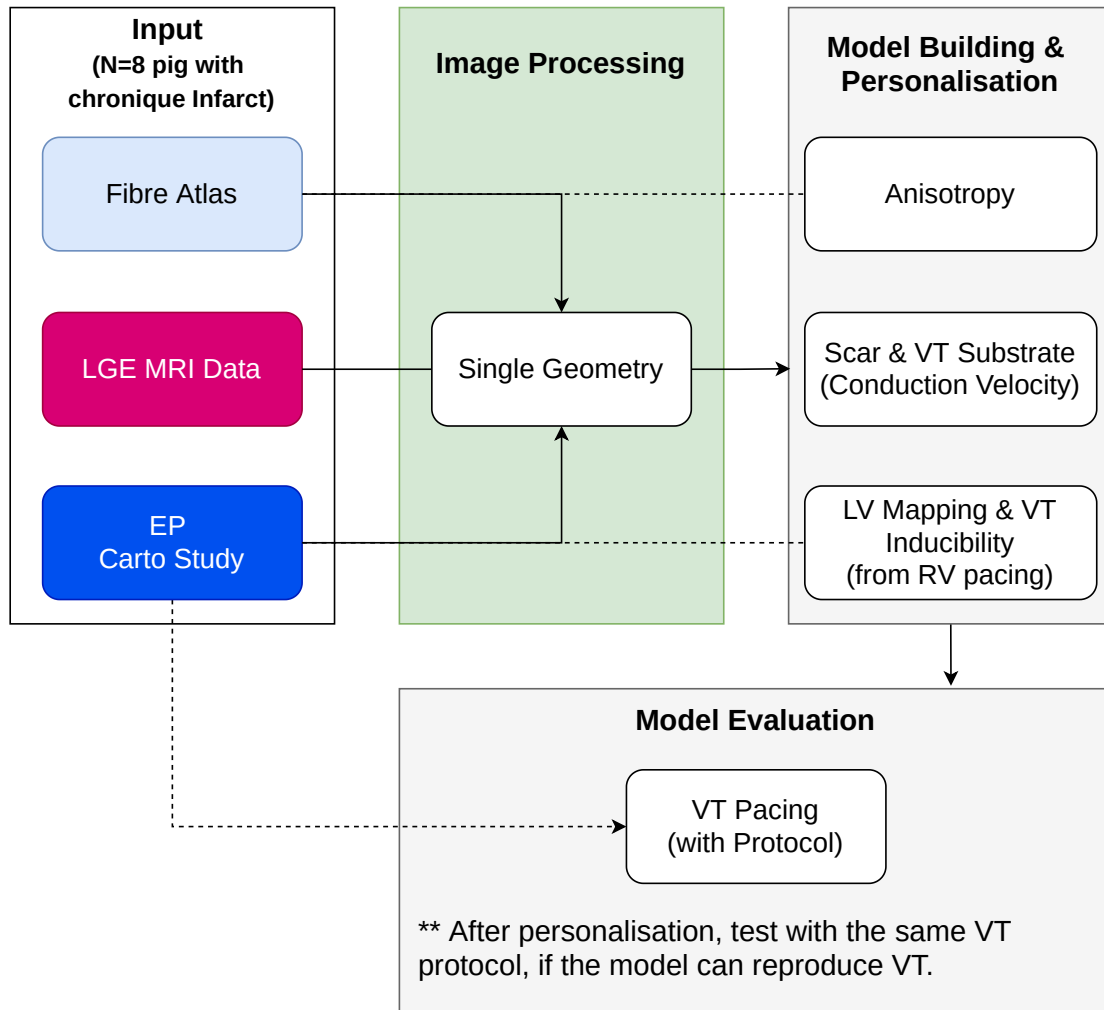 Input
(N=8 pig with
chronique Infarct)
Fibre Atlas
LGE MRI Data
EP
Carto Study
Image Processing
Single Geometry
Model Building &
Personalisation
Anisotropy
Scar & VT Substrate
(Conduction Velocity)
LV Mapping & VT
Inducibility
(from RV pacing)
Model Evaluation
VT Pacing
(with Protocol)
** After personalisation, test with the same VT
protocol, if the model can reproduce VT.